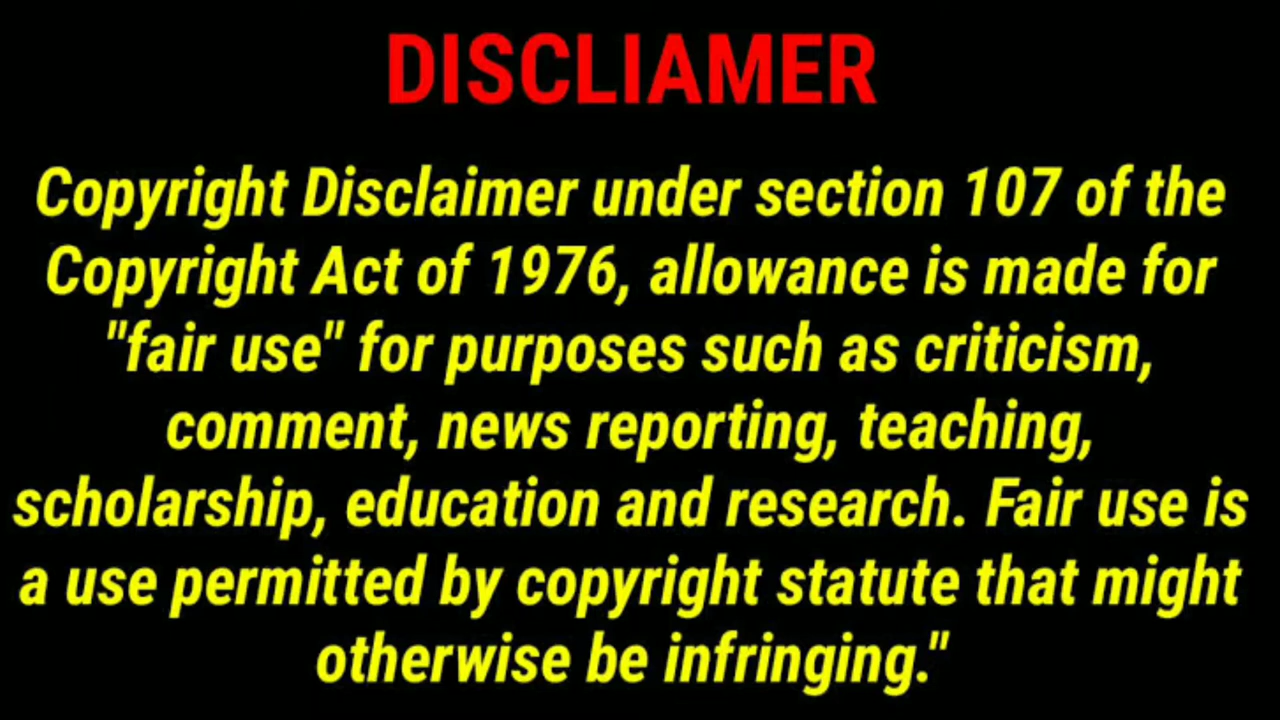 DISCLIAMER
Copyright Disclaimer under section 107 of the
Copyright Act of 1976, allowance is made for
"fair use" for purposes such as criticism,
comment, news reporting, teaching,
scholarship, education and research. Fair use is
a use permitted by copyright statute that might
otherwise be infringing."